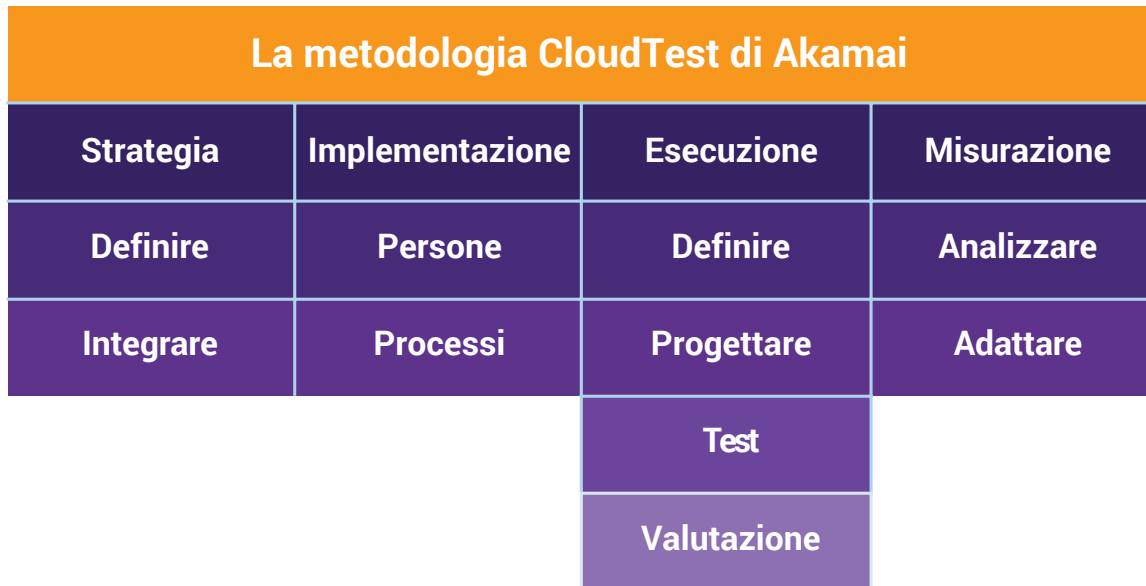 La metodologia CloudTest di Akamai
Strategia Implementazione Esecuzione Misurazione
Definire Persone Definire Analizzare
Integrare Processi Progettare Adattare
Test
Valutazione